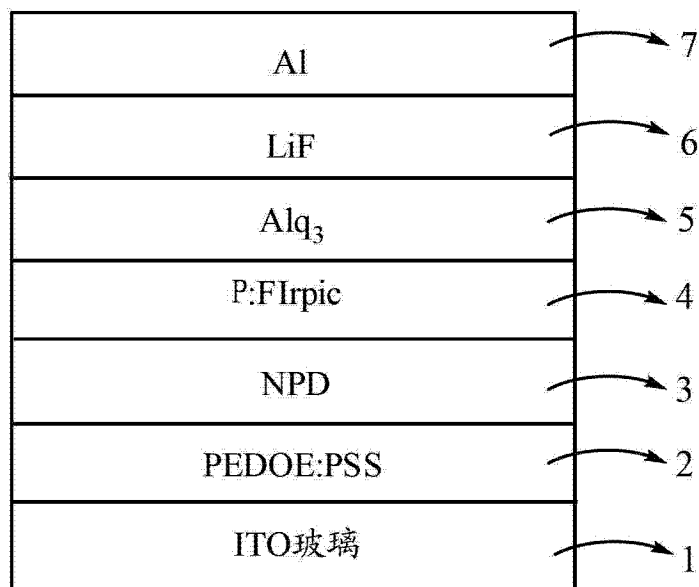 Al 7
LiF 6
Alq₃ 5
P:FIrpic 4
NPD 3
PEDOE:PSS 2
ITO玻璃 1